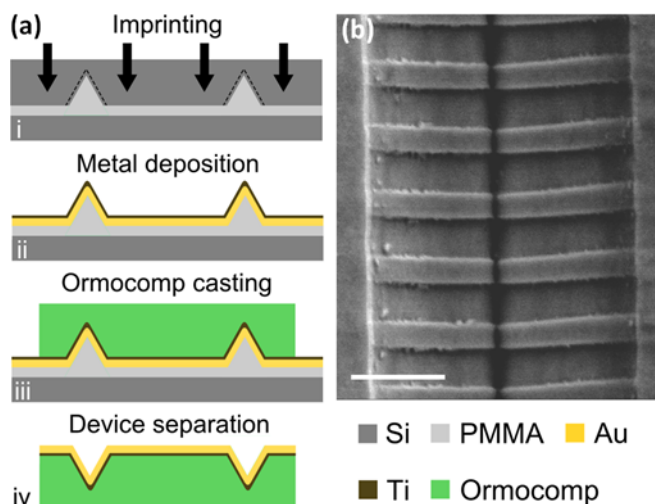 (a)
Imprinting
i
Metal deposition
ii
Ormocomp casting
iii
Device separation
iv
(b)
Si PMMA Au
Ti Ormocomp